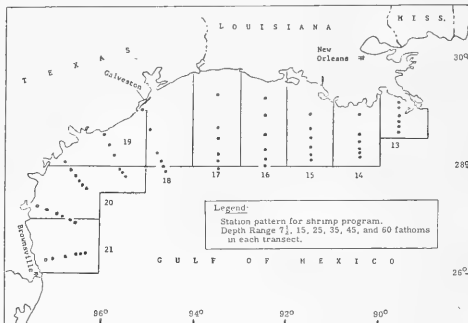 LOUISIANA
MISS.
New Orleans
30°
TEXAS
Galveston
13
19
28°
18
17
16
15
14
20
Legend:
Station pattern for shrimp program.
Depth Range 7½, 15, 25, 35, 45, and 60 fathoms
in each transect.
Brownsville
21
GULF OF MEXICO
26°
96°
94°
92°
90°